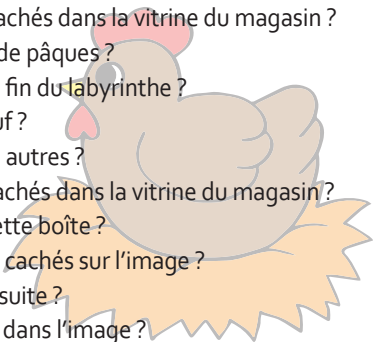 achés dans la vitrine du magasin ?
de pâques ?
fin du labyrinthe ?
uf ?
autres ?
achés dans la vitrine du magasin ?
ette boîte ?
cachés sur l'image ?
suite ?
dans l'image ?